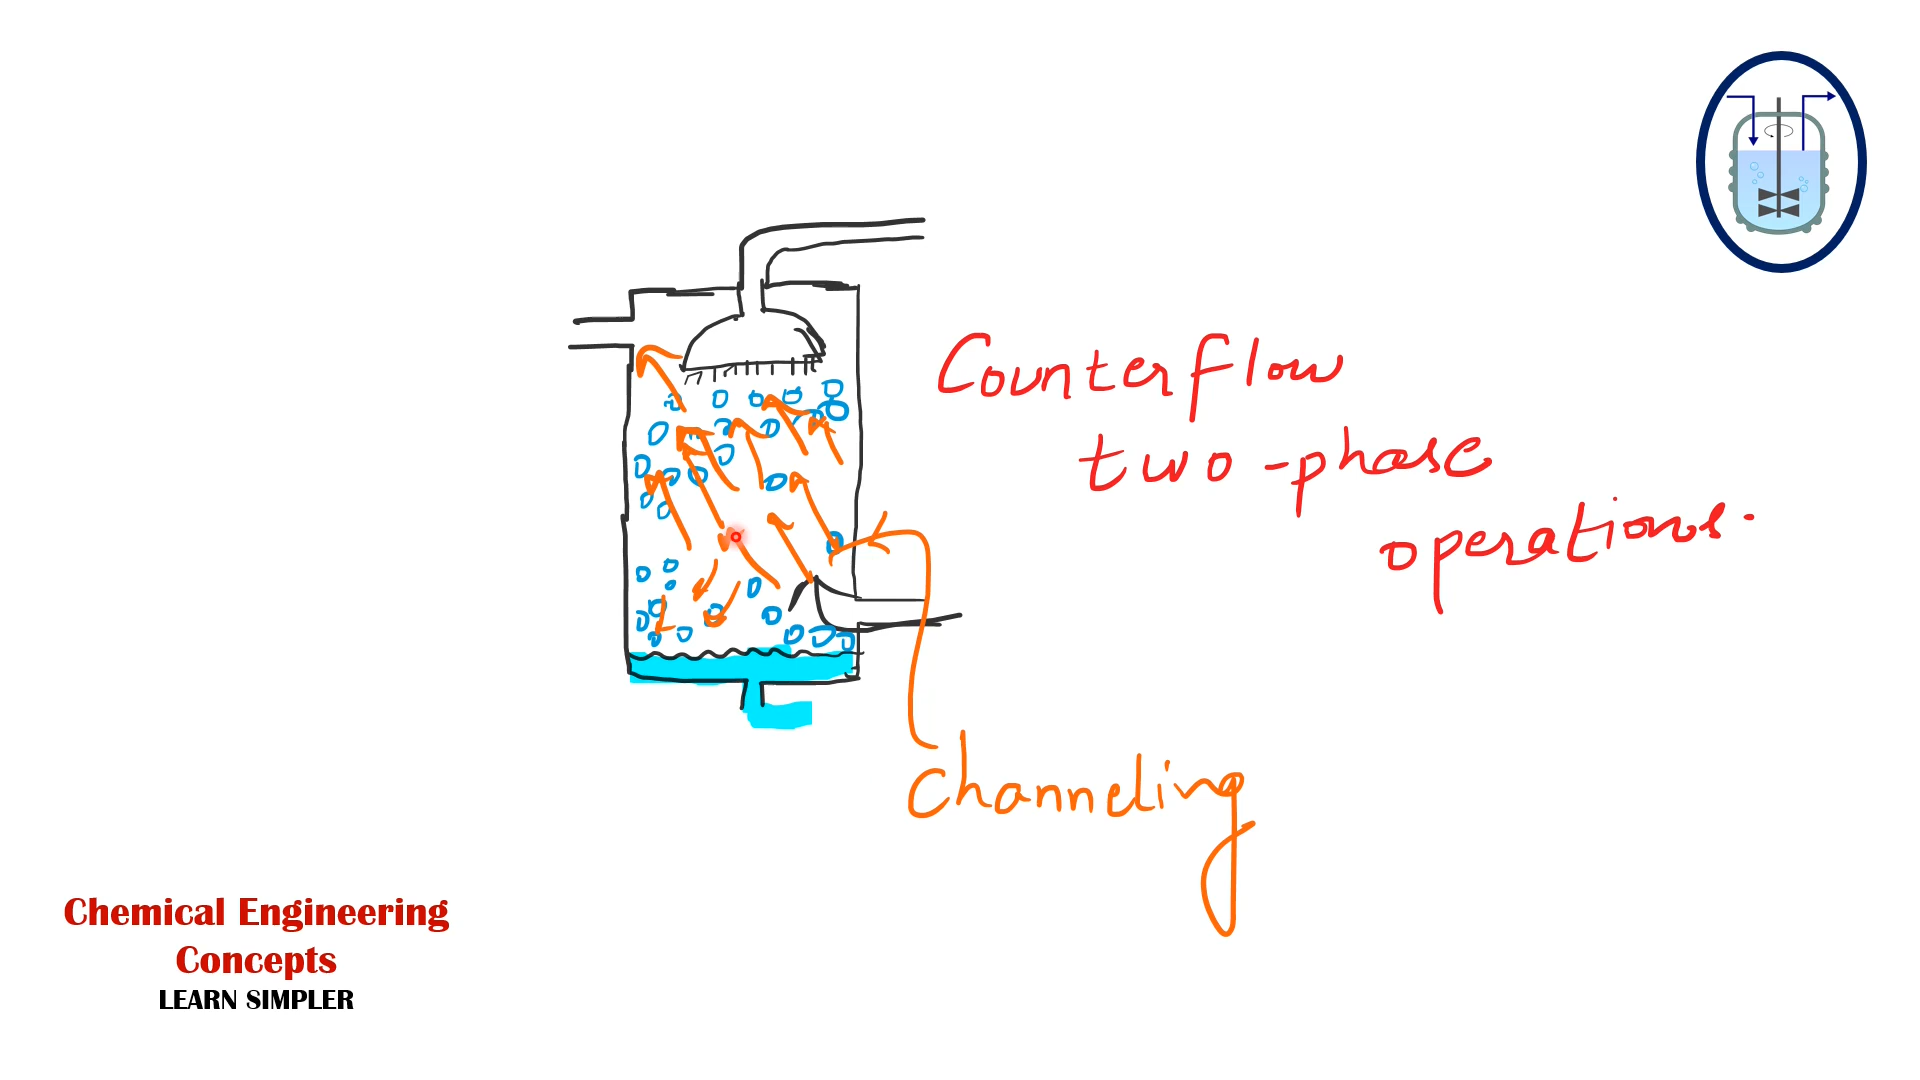 Counterflow
two-phase
operations.
Channeling
Chemical Engineering
Concepts
LEARN SIMPLER